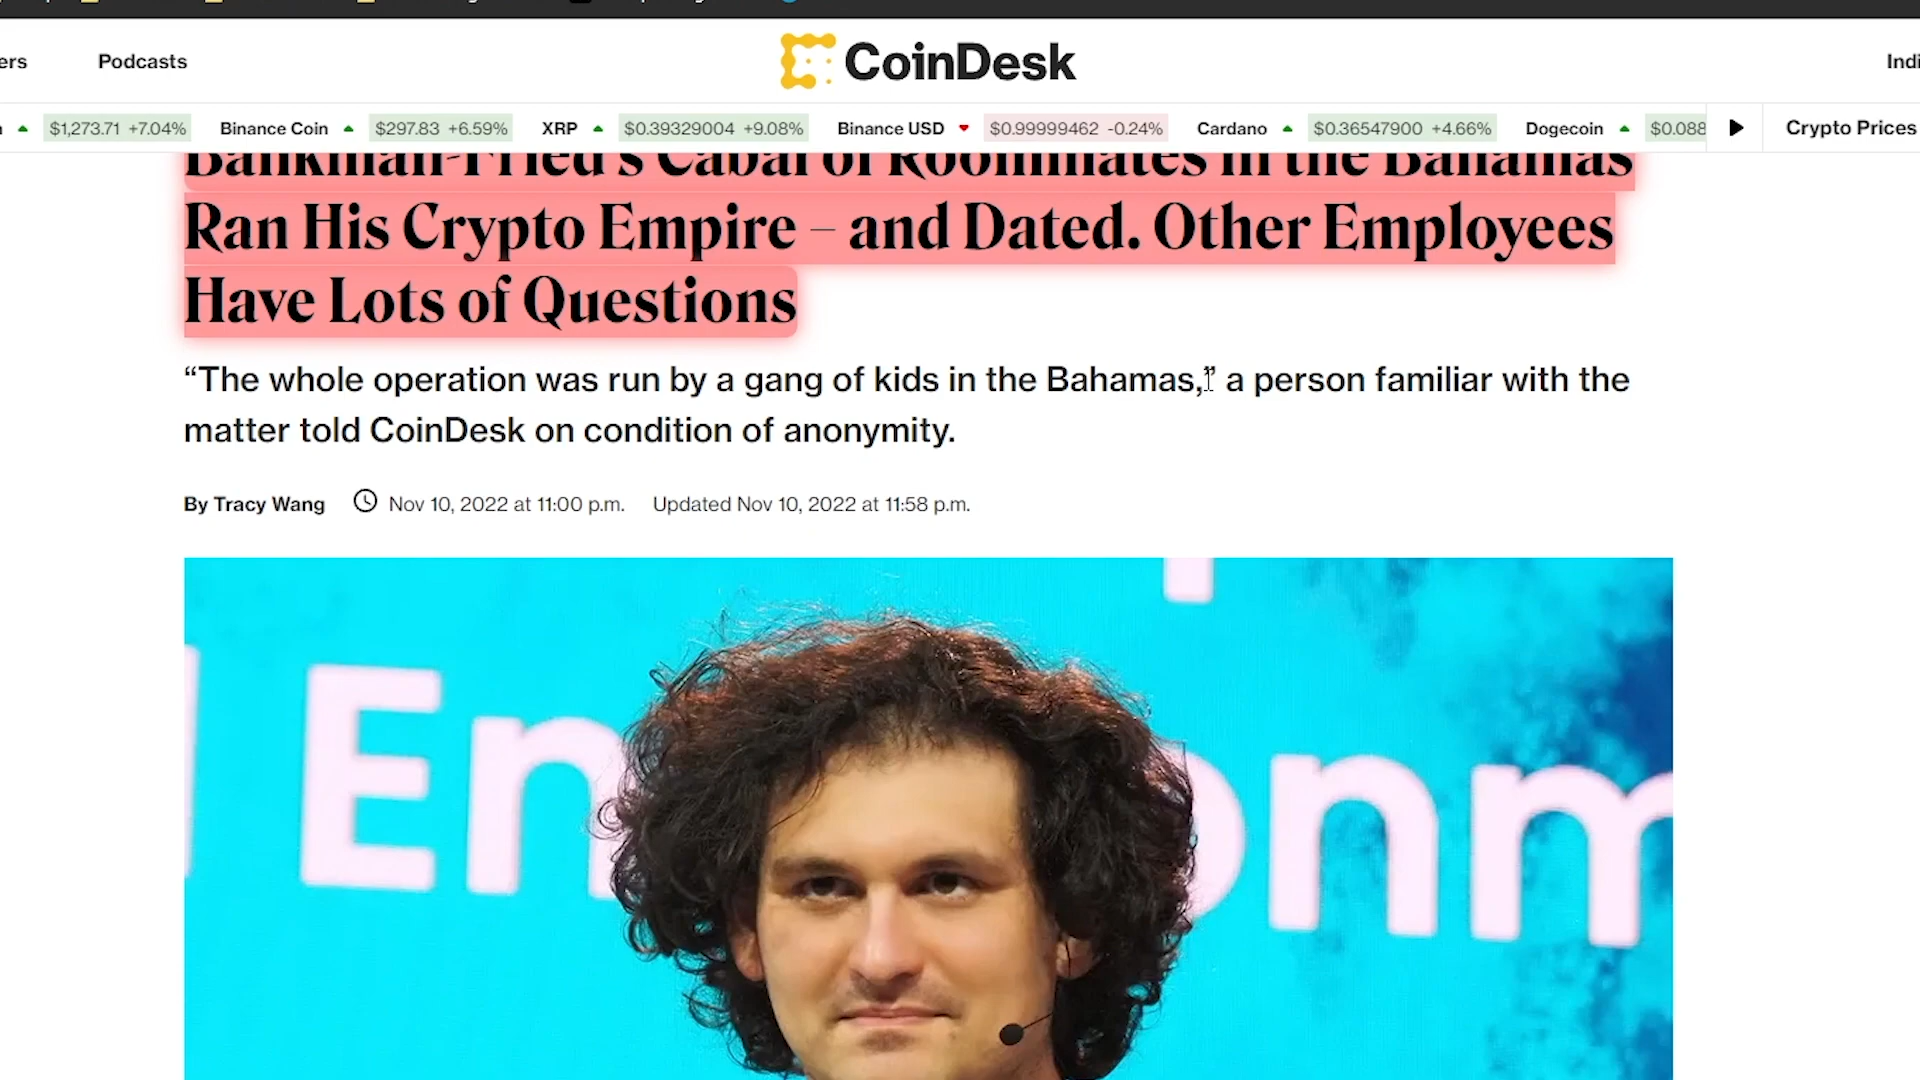 ers Podcasts CoinDesk Indi
$1,273.71 +7.04% Binance Coin $297.83 +6.59% XRP $0.39329004 +9.08% Binance USD $0.99999462 -0.24% Cardano $0.36547900 +4.66% Dogecoin $0.088 Crypto Prices
Bankman-Fried's Cabal of Roommates in the Bahamas
Ran His Crypto Empire – and Dated. Other Employees
Have Lots of Questions
“The whole operation was run by a gang of kids in the Bahamas,” a person familiar with the
matter told CoinDesk on condition of anonymity.
By Tracy Wang Nov 10, 2022 at 11:00 p.m. Updated Nov 10, 2022 at 11:58 p.m.
En onm